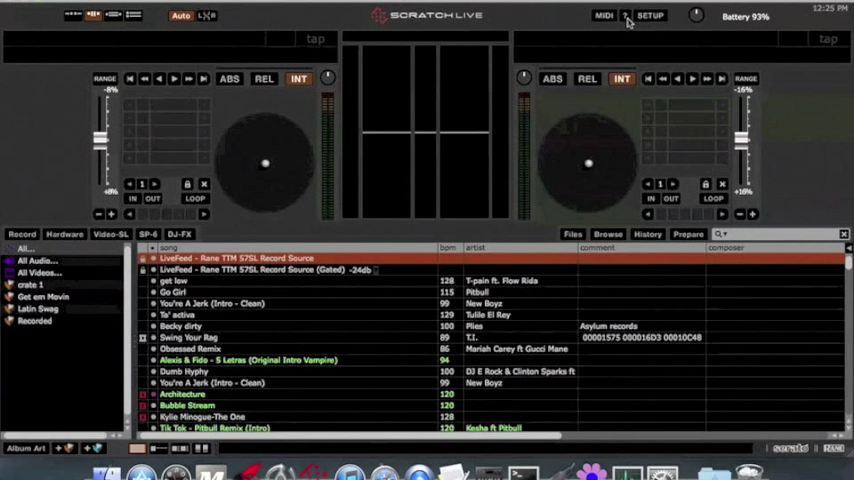 12:25 PM
Auto
SCRATCHLIVE
MIDI ? SETUP
Battery 93%
tap
tap
RANGE ABS REL INT ABS REL INT RANGE
-8%
-16%
+8%
+16%
1
1
IN OUT LOOP
IN OUT LOOP
Record Hardware Video-SL SP-6 DJ-FX Files Browse History Prepare
song bpm artist comment composer
All...
All Audio...
All Videos...
crate 1
Get em Movin
Latin Swag
Recorded
LiveFeed - Rane TTM 57SL Record Source
LiveFeed - Rane TTM 57SL Record Source (Gated) -24db
get low 128 T-pain ft. Flow Rida
Go Girl 115 Pitbull
You're A Jerk (Intro - Clean) 99 New Boyz
Ta' activa 129 Tulile El Rey
Becky dirty 100 Plies Asylum records
Swing Your Rag 89 T.I. 00001575 000016D3 00010C48
Obsessed Remix 86 Mariah Carey ft Gucci Mane
Alexis & Fido - 5 Letras (Original Intro Vampire) 94
Dumb Hyphy 100 DJ E Rock & Clinton Sparks ft
You're A Jerk (Intro - Clean) 99 New Boyz
Architecture 120
Bubble Stream 120
Kylie Minogue-The One 128
Tik Tok - Pitbull Remix (Intro) 120 Kesha ft Pitbull
Album Art
serato RANE